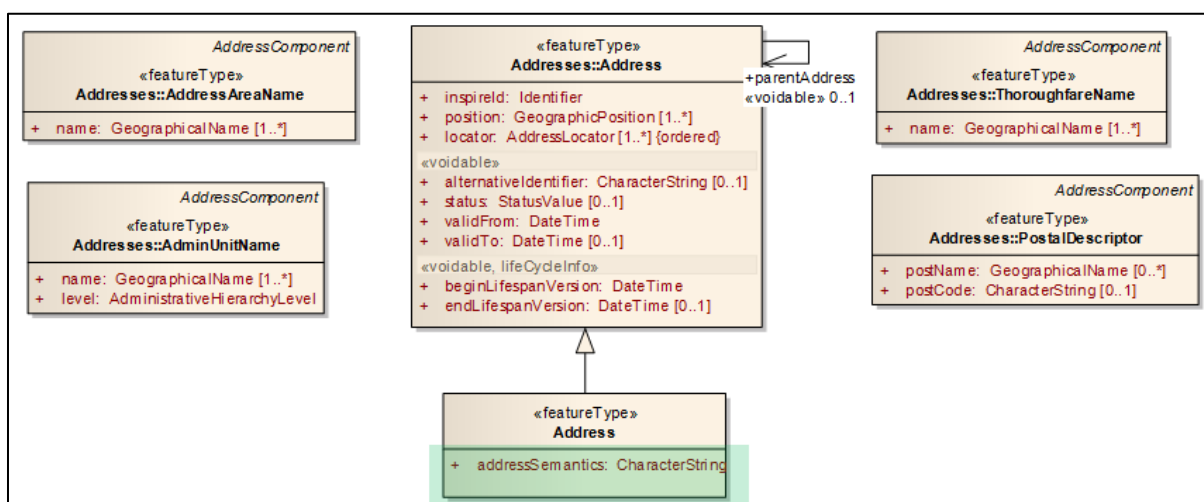 AddressComponent
«featureType»
Addresses::AddressAreaName
+ name: GeographicalName [1..*]
AddressComponent
«featureType»
Addresses::AdminUnitName
+ name: GeographicalName [1..*]
+ level: AdministrativeHierarchyLevel
«featureType»
Addresses::Address
+ inspireId: Identifier
+ position: GeographicPosition [1..*]
+ locator: AddressLocator [1..*] {ordered}
«voidable»
+ alternativeIdentifier: CharacterString [0..1]
+ status: StatusValue [0..1]
+ validFrom: DateTime
+ validTo: DateTime [0..1]
«voidable, lifeCycleInfo»
+ beginLifespanVersion: DateTime
+ endLifespanVersion: DateTime [0..1]
+parentAddress
«voidable» 0..1
AddressComponent
«featureType»
Addresses::ThoroughfareName
+ name: GeographicalName [1..*]
AddressComponent
«featureType»
Addresses::PostalDescriptor
+ postName: GeographicalName [0..*]
+ postCode: CharacterString [0..1]
«featureType»
Address
+ addressSemantics: CharacterString